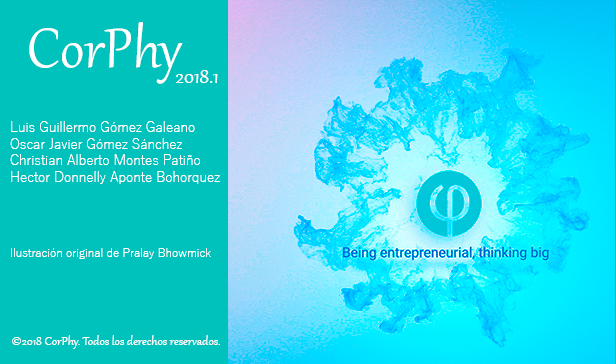 CorPhy
2018.1
Luis Guillermo Gómez Galeano
Oscar Javier Gómez Sánchez
Christian Alberto Montes Patiño
Hector Donnelly Aponte Bohorquez
Ilustración original de Pralay Bhowmick
©2018 CorPhy. Todos los derechos reservados.
φ
Being entrepreneurial, thinking big